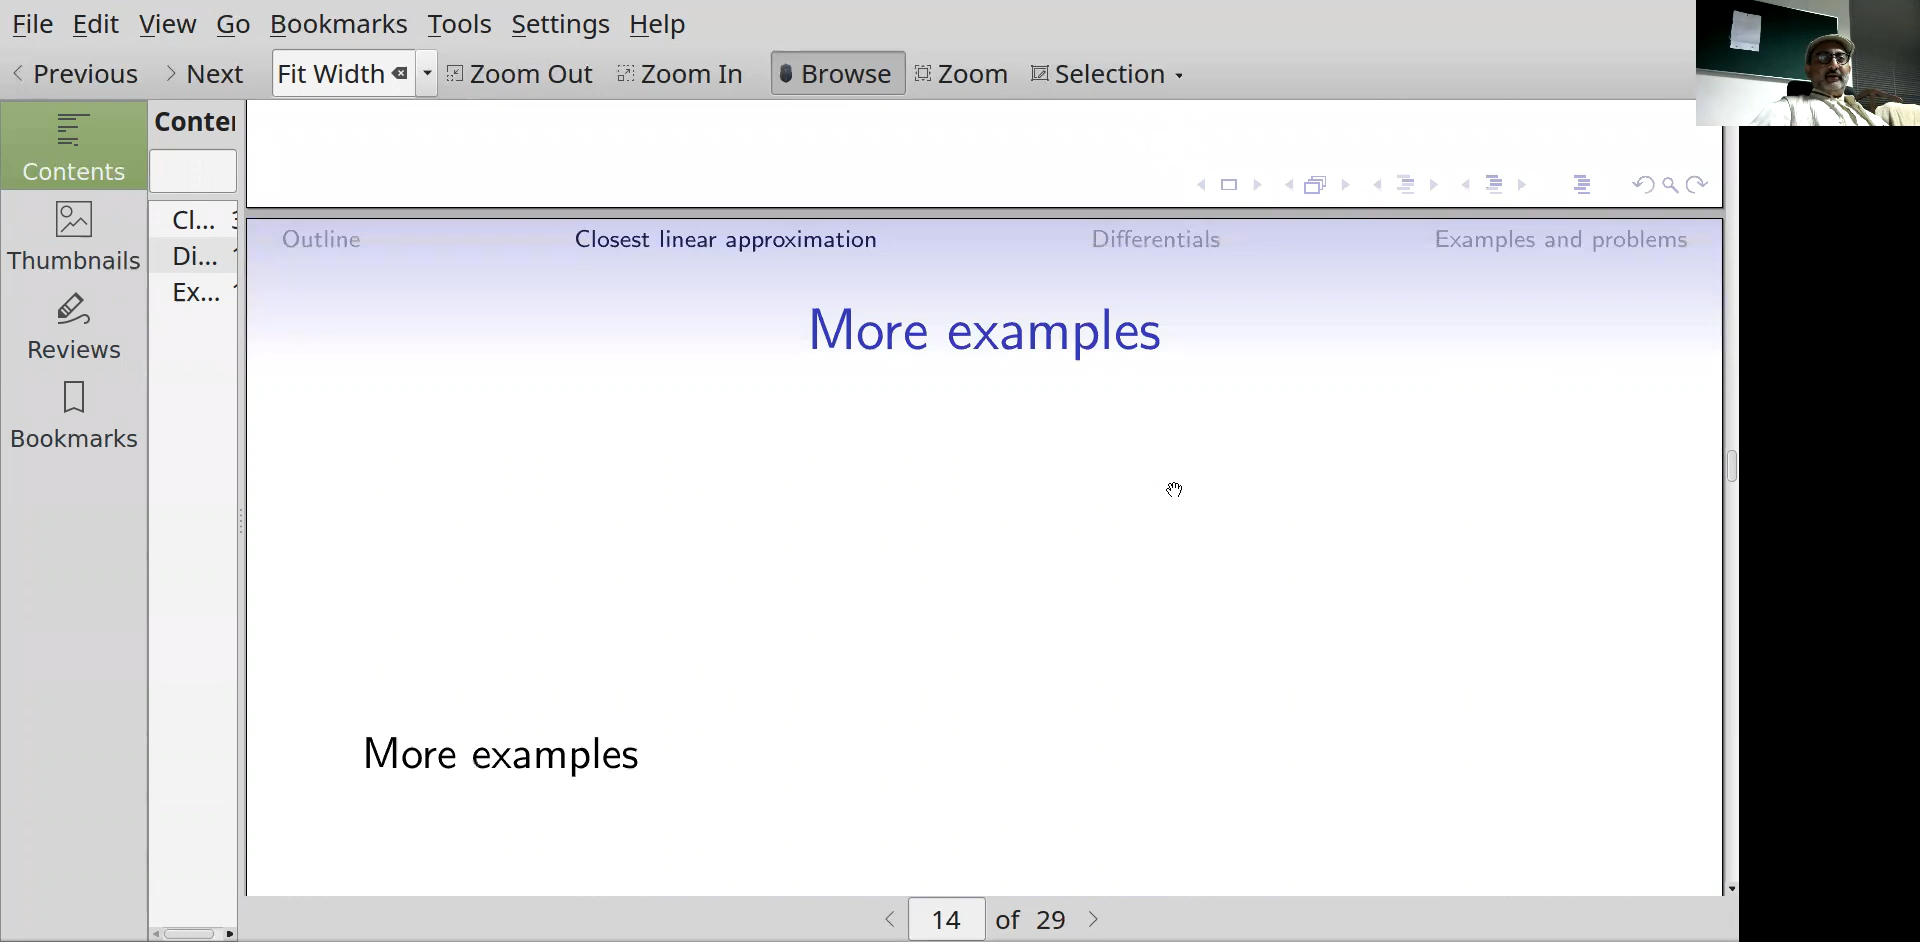 File Edit View Go Bookmarks Tools Settings Help
Previous Next Fit Width Zoom Out Zoom In Browse Zoom Selection
Contents
Thumbnails
Reviews
Bookmarks
Conter
Cl...
Di...
Ex...
Outline Closest linear approximation Differentials Examples and problems
More examples
More examples
14 of 29